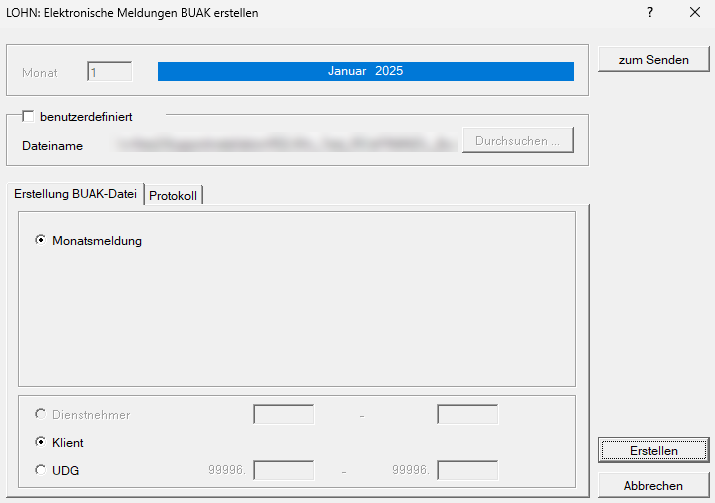 LOHN: Elektronische Meldungen BUAK erstellen
?
zum Senden
Monat 1 Januar 2025
benutzerdefiniert
Dateiname Durchsuchen ...
Erstellung BUAK-Datei Protokoll
Monatsmeldung
Dienstnehmer -
Klient
UDG 99996. - 99996.
Erstellen
Abbrechen